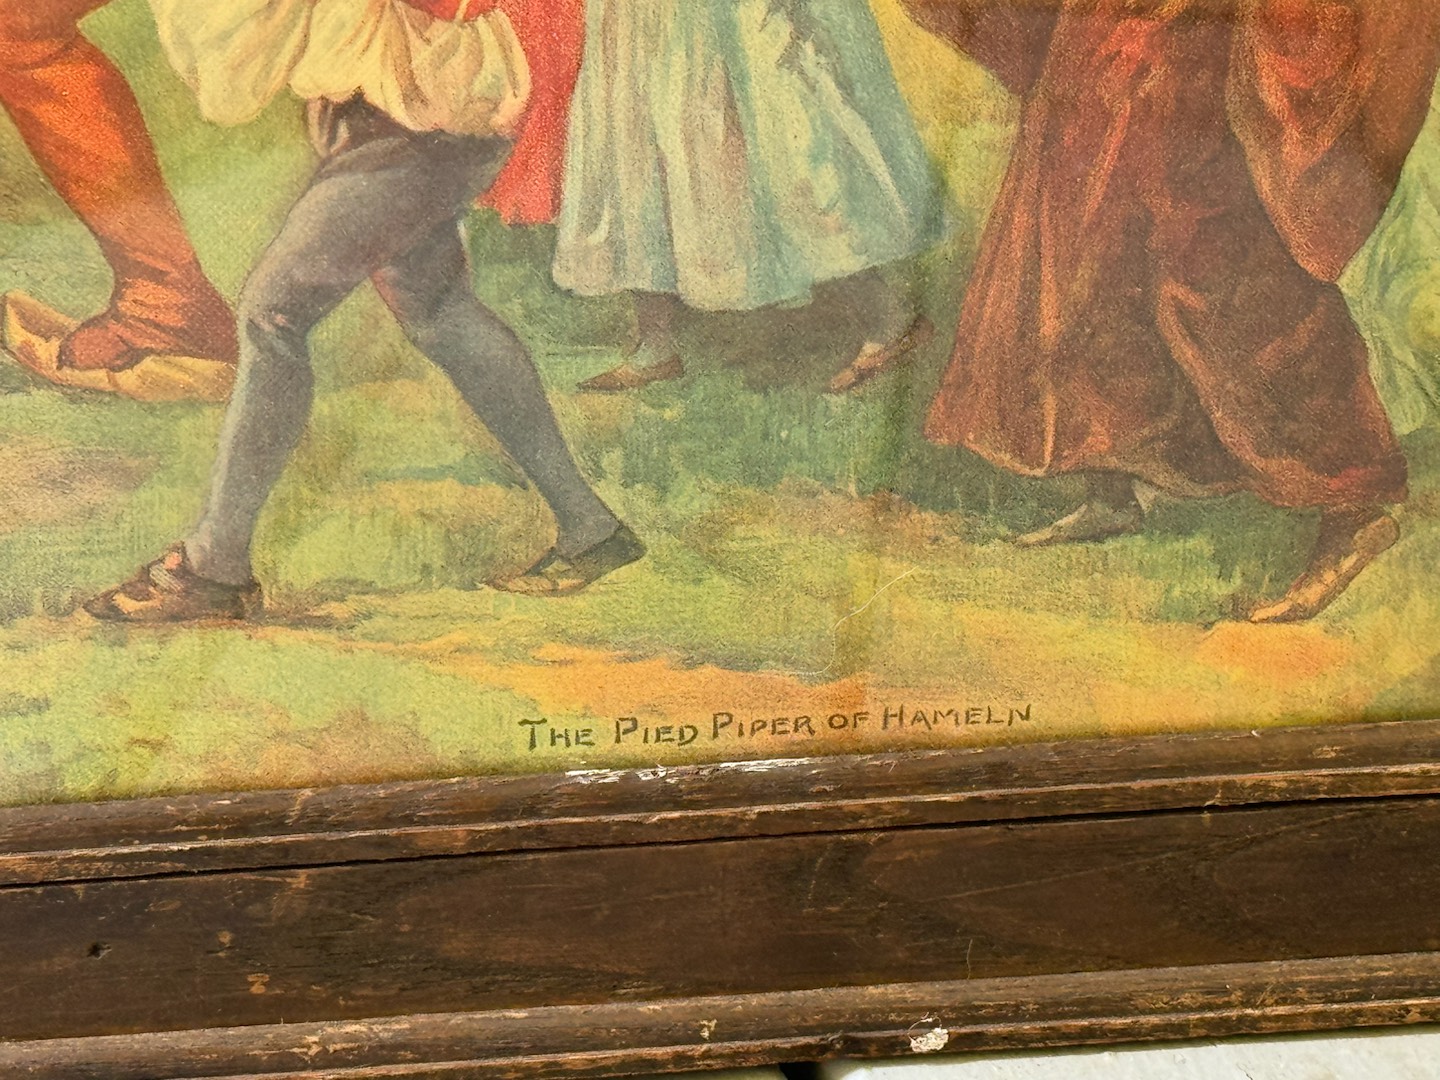 THE PIED PIPER OF HAMELN